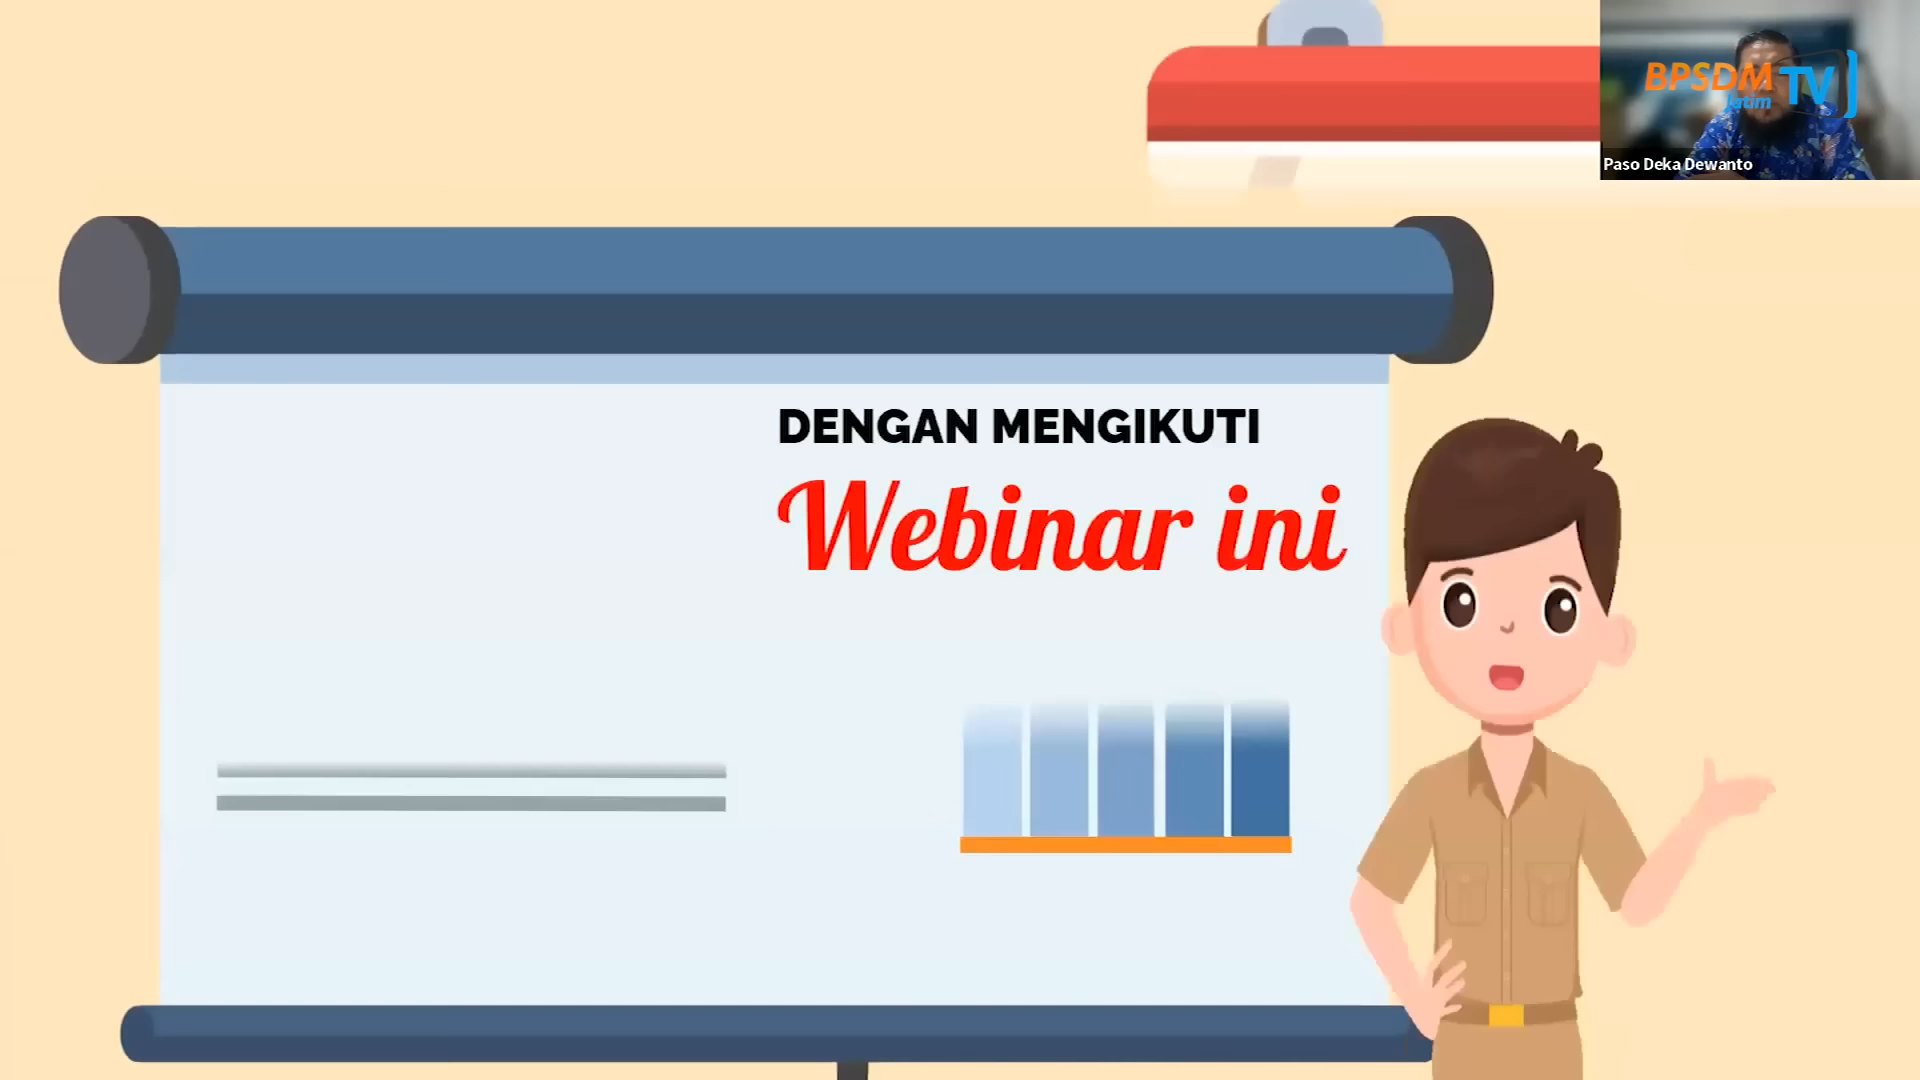 BPSDM TV
Jatim
Paso Deka Dewanto
DENGAN MENGIKUTI
Webinar ini